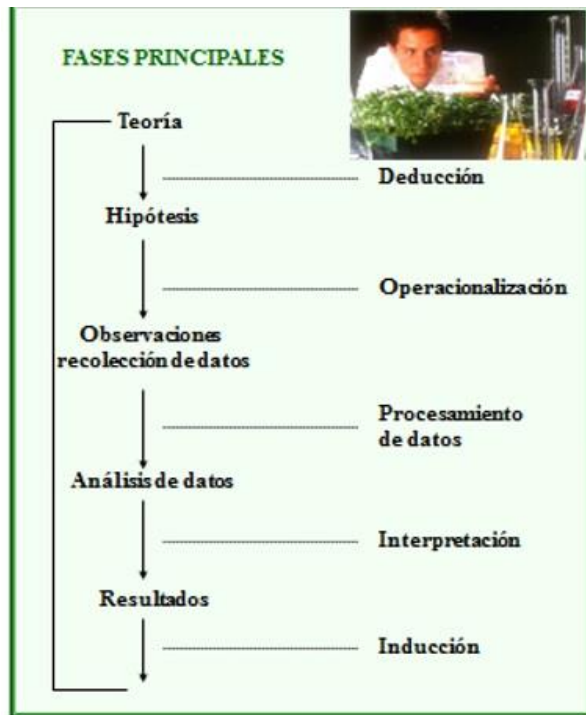 FASES PRINCIPALES
Teoría
Deducción
Hipótesis
Operacionalización
Observaciones
recolección de datos
Procesamiento
de datos
Análisis de datos
Interpretación
Resultados
Inducción